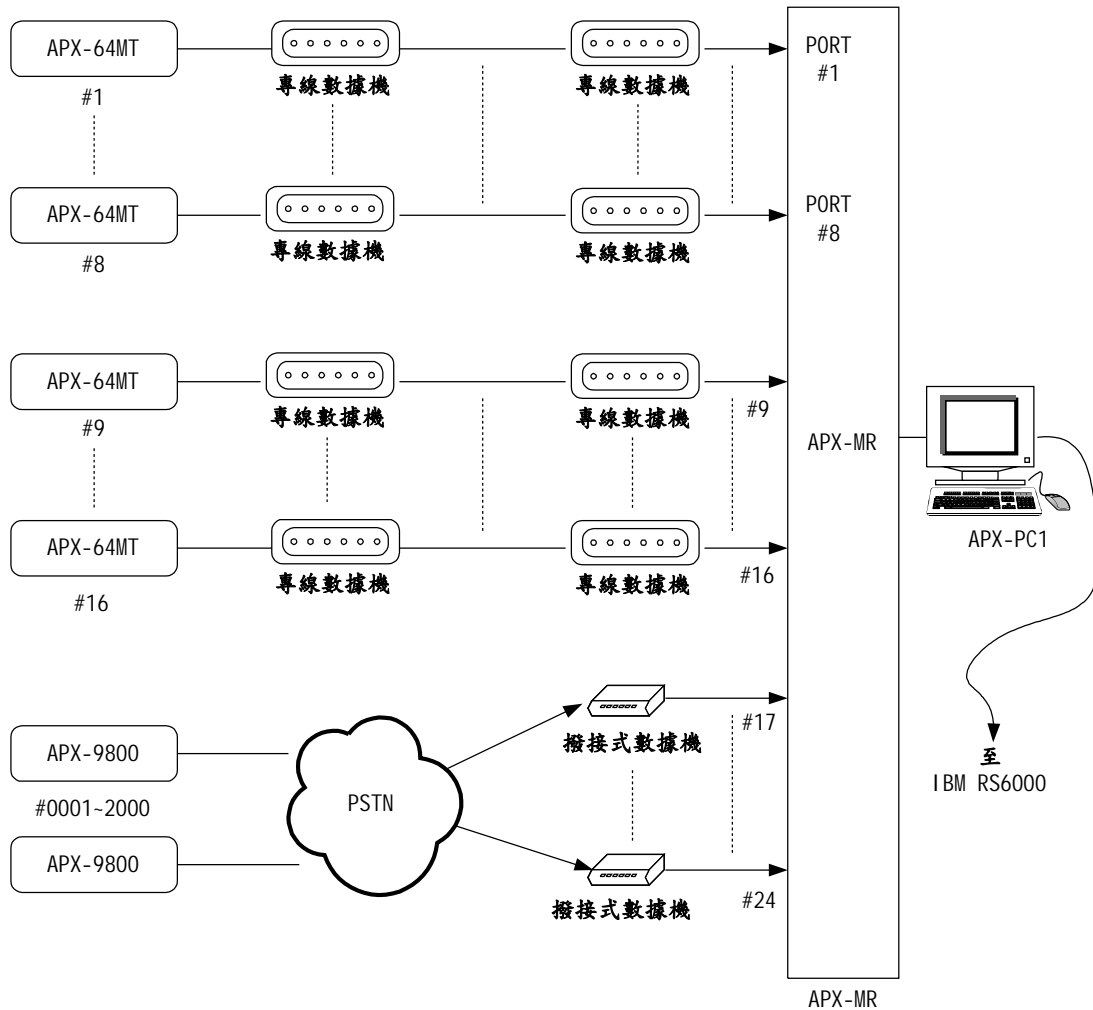 APX-64MT
PORT
#1
專線數據機
專線數據機
#1
APX-64MT
PORT
#8
專線數據機
專線數據機
#8
APX-64MT
#9
專線數據機
專線數據機
#9
APX-MR
APX-PC1
APX-64MT
#16
專線數據機
專線數據機
#16
#17
撥接式數據機
APX-9800
至
IBM RS6000
#0001~2000
PSTN
APX-9800
#24
撥接式數據機
APX-MR